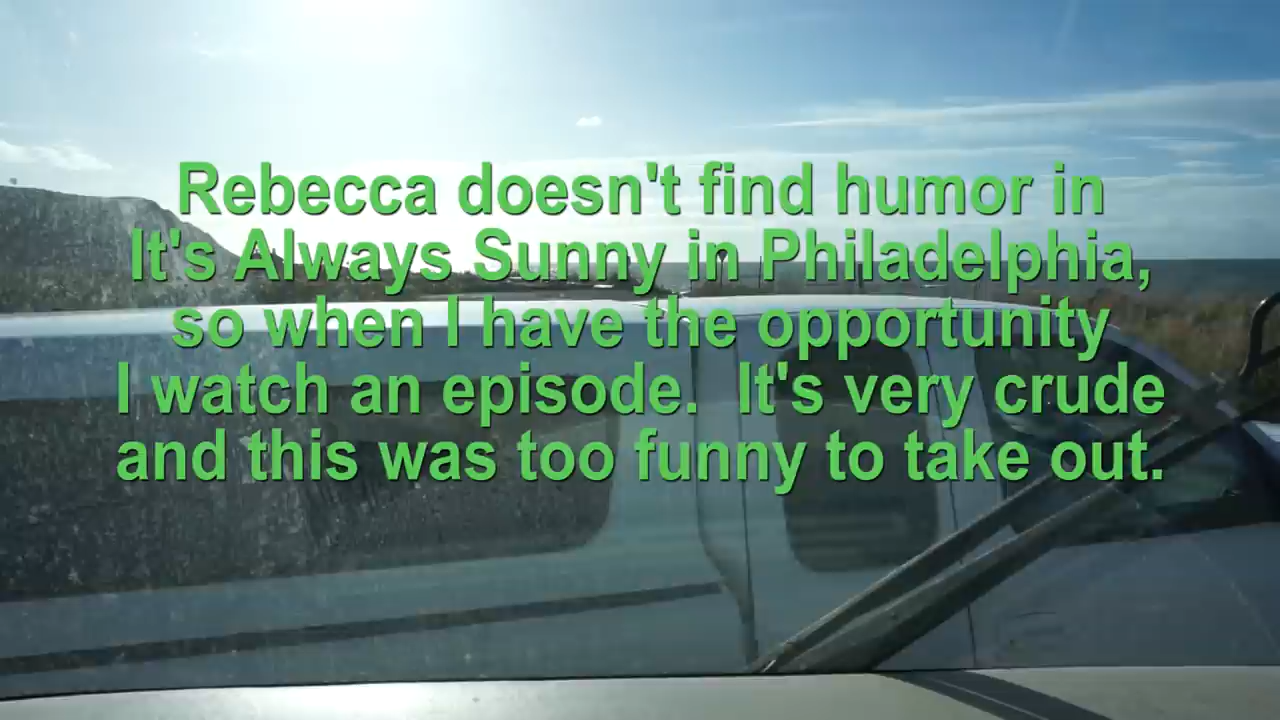 Rebecca doesn't find humor in
It's Always Sunny in Philadelphia,
so when I have the opportunity
I watch an episode.  It's very crude
and this was too funny to take out.